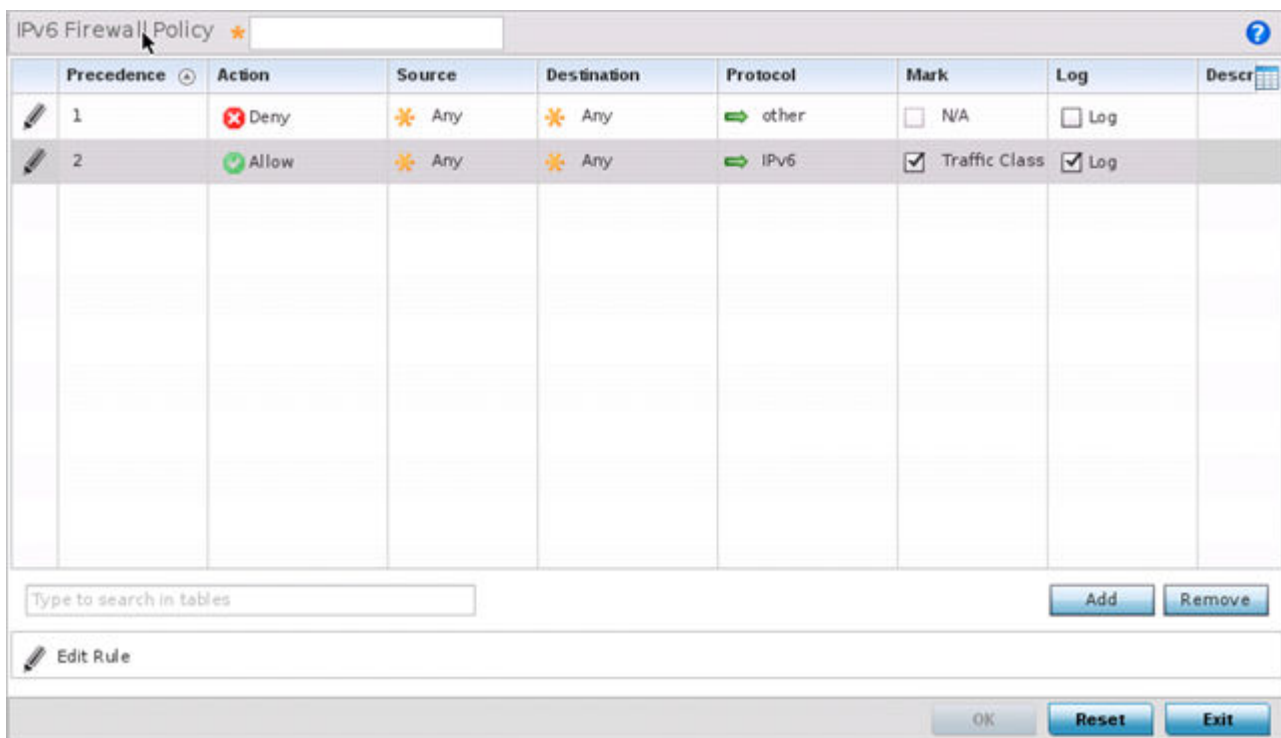 IPv6 Firewall Policy *
Precedence Action Source Destination Protocol Mark Log Descr
1 Deny Any Any other N/A Log
2 Allow Any Any IPv6 Traffic Class Log
Type to search in tables
Add Remove
Edit Rule
OK Reset Exit